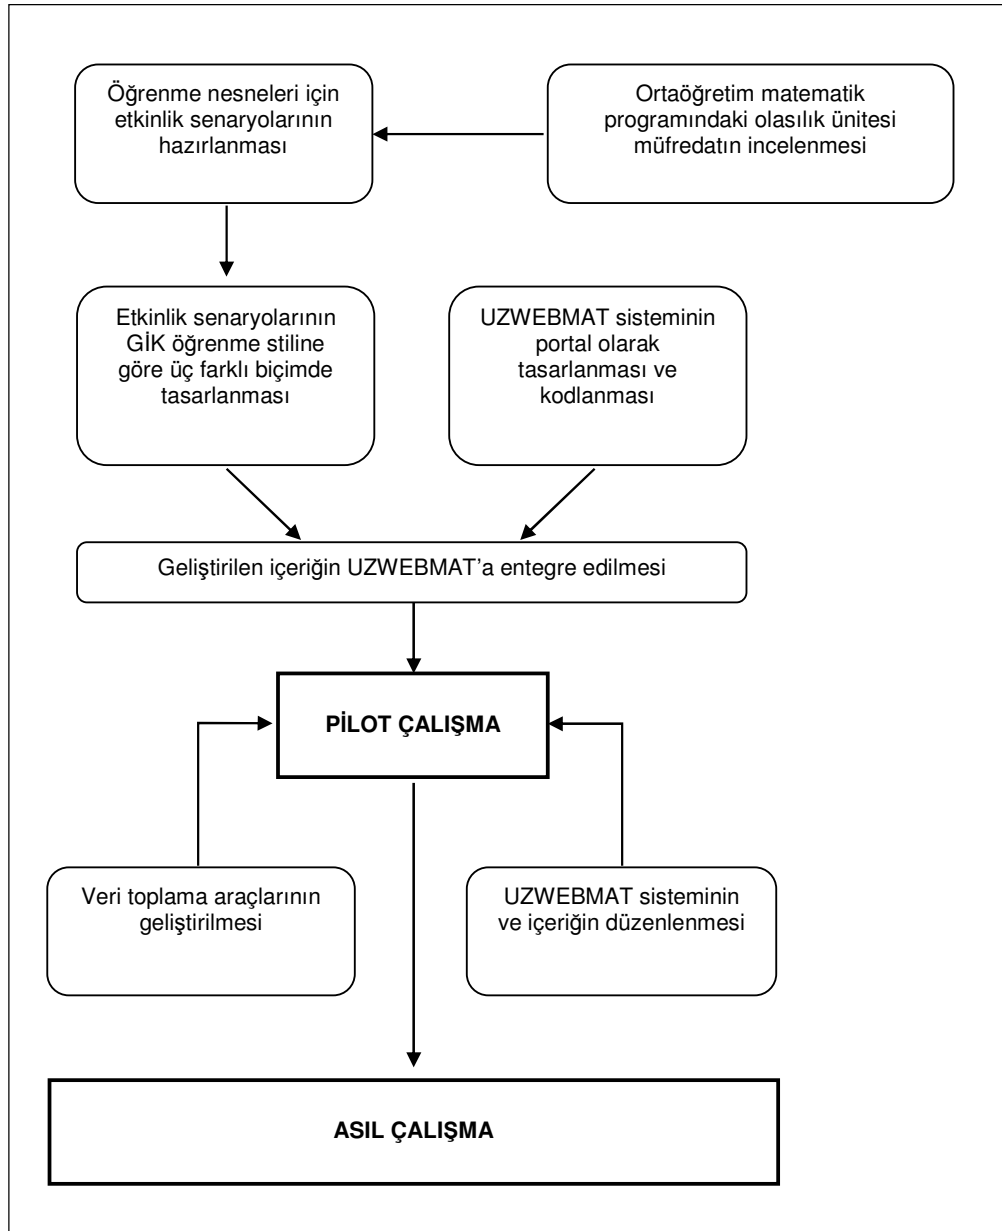 Öğrenme nesneleri için
etkinlik senaryolarının
hazırlanması
Ortaöğretim matematik
programındaki olasılık ünitesi
müfredatın incelenmesi
Etkinlik senaryolarının
GİK öğrenme stiline
göre üç farklı biçimde
tasarlanması
UZWEBMAT sisteminin
portal olarak
tasarlanması ve
kodlanması
Geliştirilen içeriğin UZWEBMAT’a entegre edilmesi
PİLOT ÇALIŞMA
Veri toplama araçlarının
geliştirilmesi
UZWEBMAT sisteminin
ve içeriğin düzenlenmesi
ASIL ÇALIŞMA